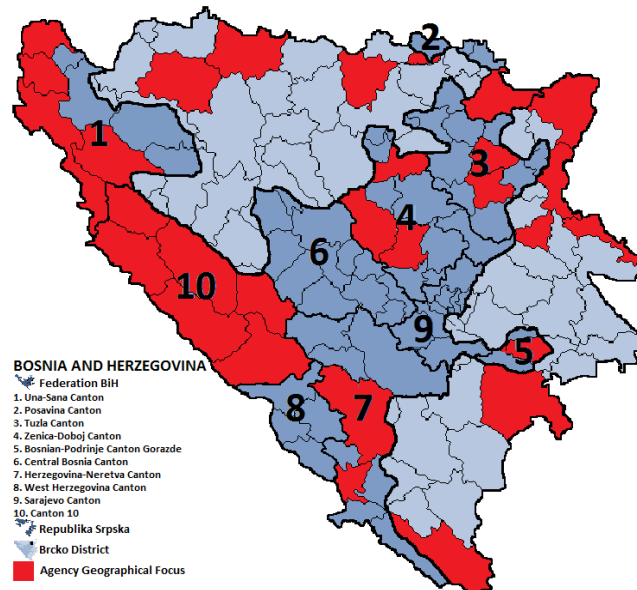 2
1
3
4
6
10
9
5
8
7
BOSNIA AND HERZEGOVINA
Federation BiH
1. Una-Sana Canton
2. Posavina Canton
3. Tuzla Canton
4. Zenica-Doboj Canton
5. Bosnian-Podrinje Canton Gorazde
6. Central Bosnia Canton
7. Herzegovina-Neretva Canton
8. West Herzegovina Canton
9. Sarajevo Canton
10. Canton 10
Republika Srpska
Brcko District
Agency Geographical Focus